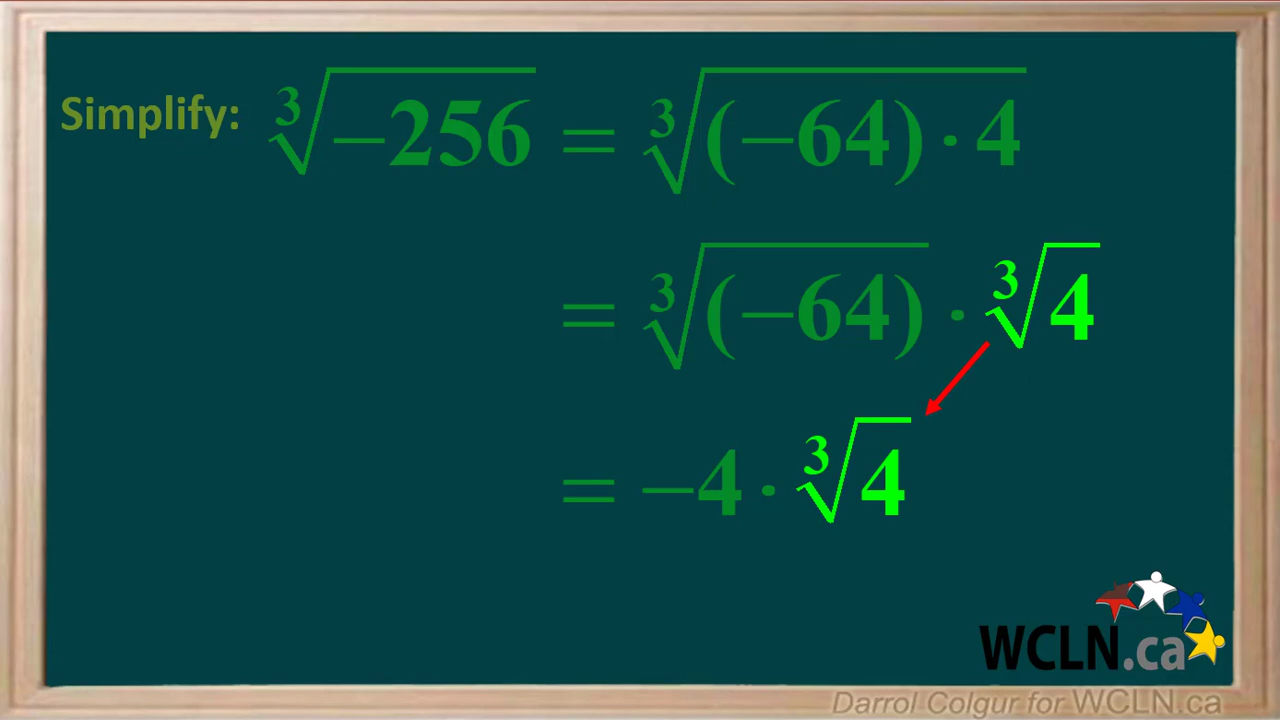 Simplify: ∛−256 = ∛(−64) · 4
= ∛(−64) · ∛4
= −4 · ∛4
WCLN.ca
Darrol Colgur for WCLN.ca